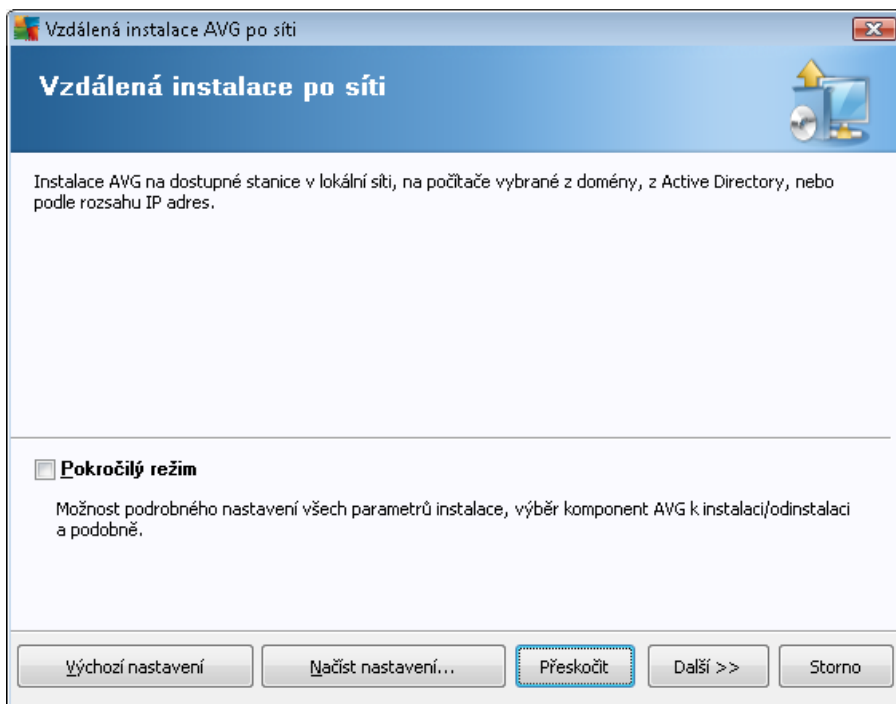 Vzdálená instalace AVG po síti
Vzdálená instalace po síti
Instalace AVG na dostupné stanice v lokální síti, na počítače vybrané z domény, z Active Directory, nebo
podle rozsahu IP adres.
Pokročilý režim
Možnost podrobného nastavení všech parametrů instalace, výběr komponent AVG k instalaci/odinstalaci
a podobně.
Výchozí nastavení Načíst nastavení... Přeskočit Další >> Storno